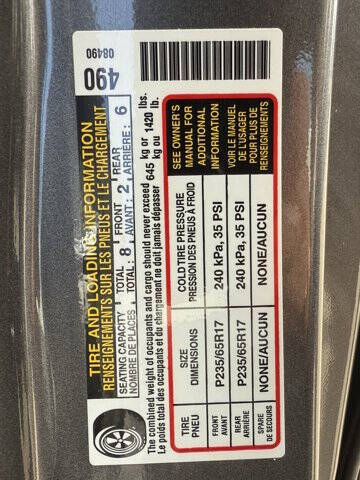 490
08490
TIRE AND LOADING INFORMATION
RENSEIGNEMENTS SUR LES PNEUS ET LE CHARGEMENT
SEATING CAPACITY TOTAL : 8 FRONT : 2 REAR : 6
NOMBRE DE PLACES TOTAL : AVANT : ARRIÈRE :
The combined weight of occupants and cargo should never exceed 645 kg or 1420 lbs.
Le poids total des occupants et du chargement ne doit jamais dépasser kg ou lb.
TIRE SIZE COLD TIRE PRESSURE
PNEU DIMENSIONS PRESSION DES PNEUS À FROID
FRONT
AVANT P235/65R17 240 kPa, 35 PSI
REAR
ARRIÈRE P235/65R17 240 kPa, 35 PSI
SPARE
DE SECOURS NONE/AUCUN NONE/AUCUN
SEE OWNER'S
MANUAL FOR
ADDITIONAL
INFORMATION
VOIR LE MANUEL
DE L'USAGER
POUR PLUS DE
RENSEIGNEMENTS